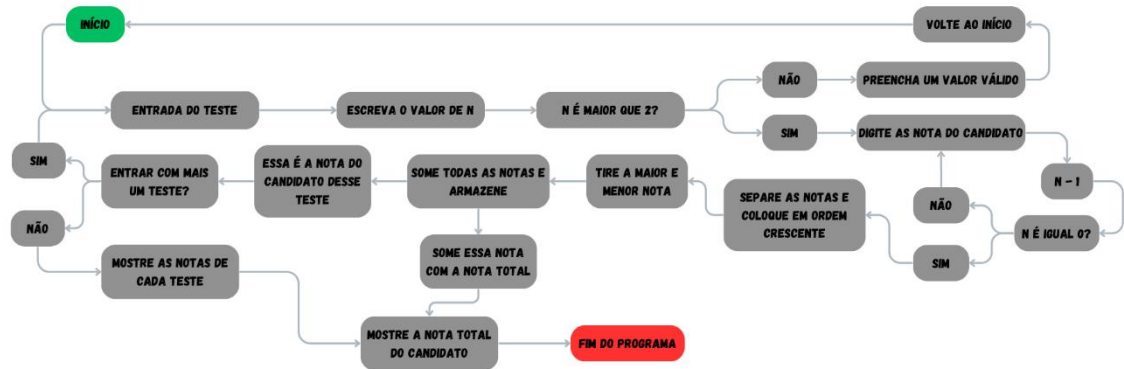 INÍCIO
VOLTE AO INÍCIO
NÃO
PREENCHA UM VALOR VÁLIDO
ENTRADA DO TESTE
ESCREVA O VALOR DE N
N É MAIOR QUE 2?
SIM
DIGITE AS NOTA DO CANDIDATO
SIM
ENTRAR COM MAIS
UM TESTE?
ESSA É A NOTA DO
CANDIDATO DESSE
TESTE
SOME TODAS AS NOTAS E
ARMAZENE
TIRE A MAIOR E
MENOR NOTA
SEPARE AS NOTAS E
COLOQUE EM ORDEM
CRESCENTE
NÃO
N - 1
N É IGUAL 0?
SIM
NÃO
MOSTRE AS NOTAS DE
CADA TESTE
SOME ESSA NOTA
COM A NOTA TOTAL
MOSTRE A NOTA TOTAL
DO CANDIDATO
FIM DO PROGRAMA